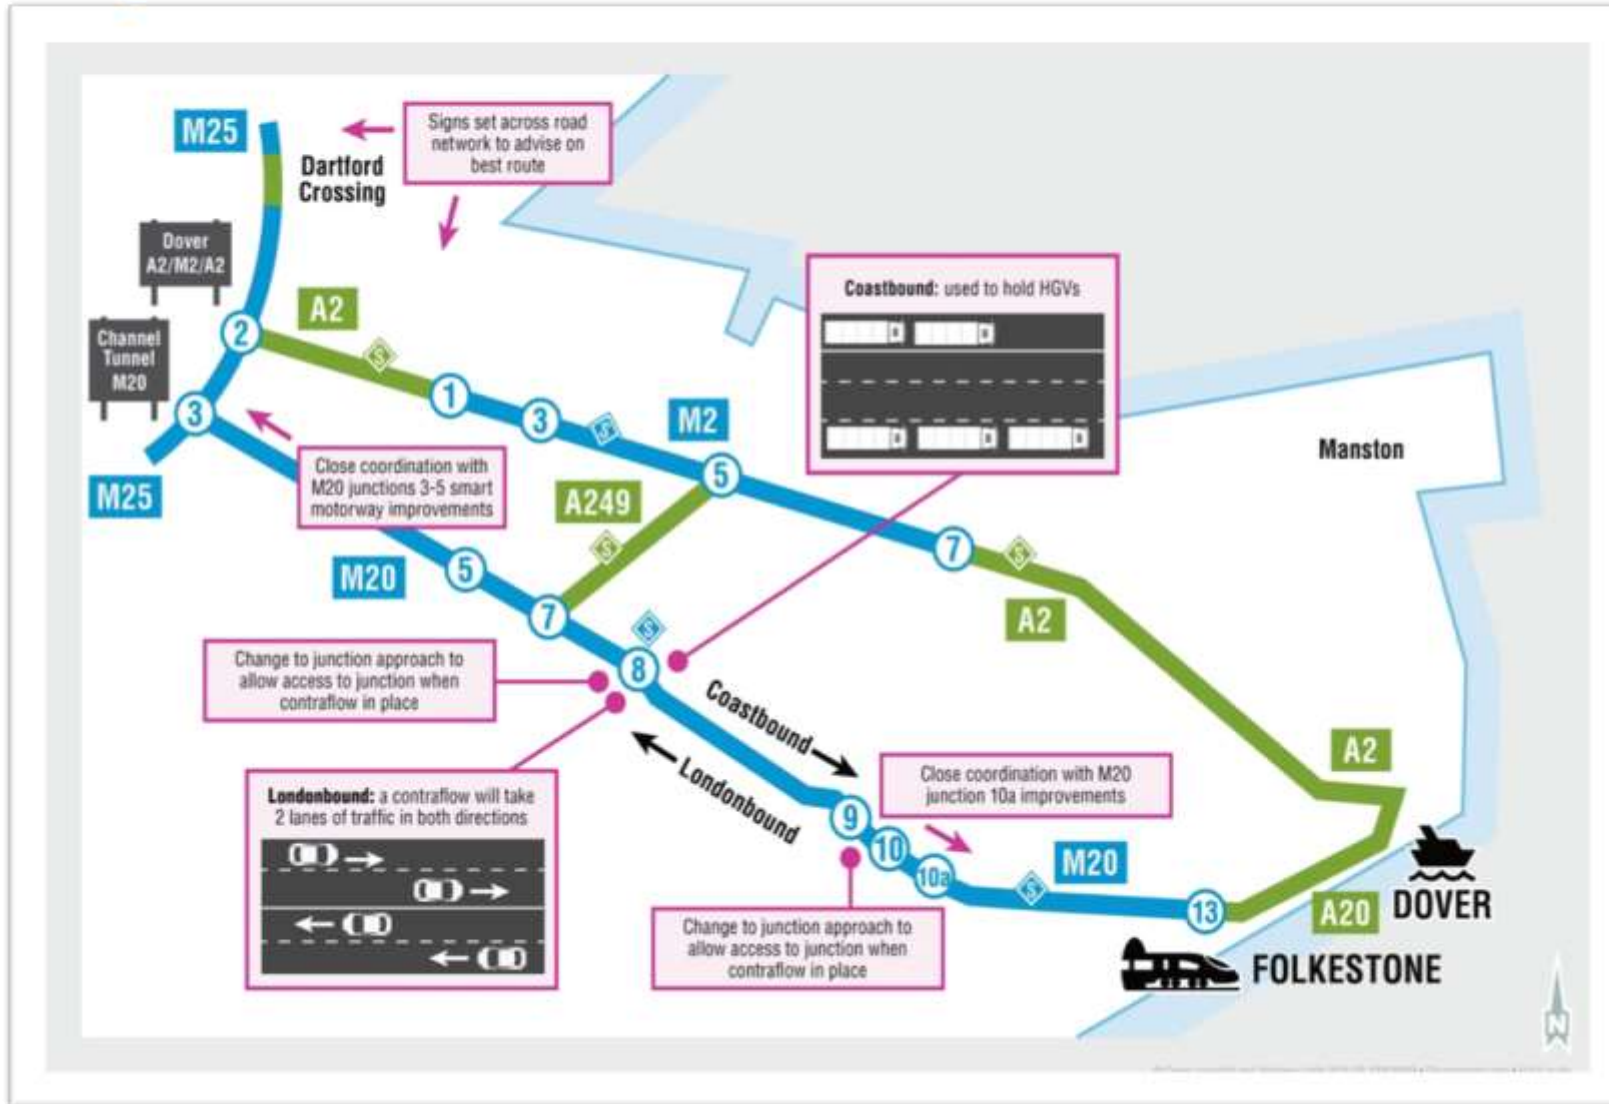 M25
Dartford
Crossing
Signs set across road
network to advise on
best route
Dover
A2/M2/A2
Channel
Tunnel
M20
2
A2
S
3
1
3
S
M2
5
M25
Close coordination with
M20 junctions 3-5 smart
motorway improvements
A249
S
Coastbound: used to hold HGVs
Manston
M20
5
7
7
S
A2
S
8
Change to junction approach to
allow access to junction when
contraflow in place
Coastbound
Londonbound
Londonbound: a contraflow will take
2 lanes of traffic in both directions
Close coordination with M20
junction 10a improvements
9
10
10a
S
M20
13
A2
A20
DOVER
Change to junction approach to
allow access to junction when
contraflow in place
FOLKESTONE
N